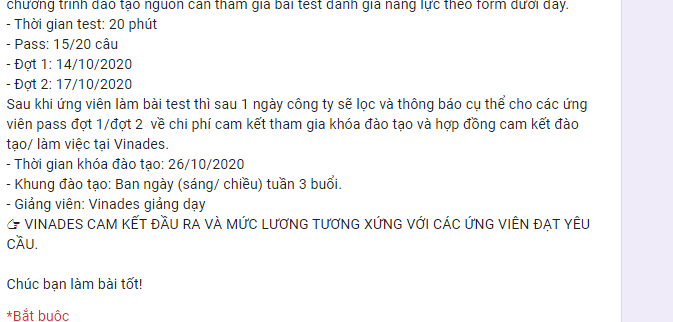 chương trình đào tạo nguồn cần tham gia bài test đánh giá năng lực theo form dưới đây.
- Thời gian test: 20 phút
- Pass: 15/20 câu
- Đợt 1: 14/10/2020
- Đợt 2: 17/10/2020
Sau khi ứng viên làm bài test thì sau 1 ngày công ty sẽ lọc và thông báo cụ thể cho các ứng
viên pass đợt 1/đợt 2 về chi phí cam kết tham gia khóa đào tạo và hợp đồng cam kết đào
tạo/ làm việc tại Vinades.
- Thời gian khóa đào tạo: 26/10/2020
- Khung đào tạo: Ban ngày (sáng/ chiều) tuần 3 buổi.
- Giảng viên: Vinades giảng dạy
👉 VINADES CAM KẾT ĐẦU RA VÀ MỨC LƯƠNG TƯƠNG XỨNG VỚI CÁC ỨNG VIÊN ĐẠT YÊU
CẦU.
Chúc bạn làm bài tốt!
*Bắt buộc